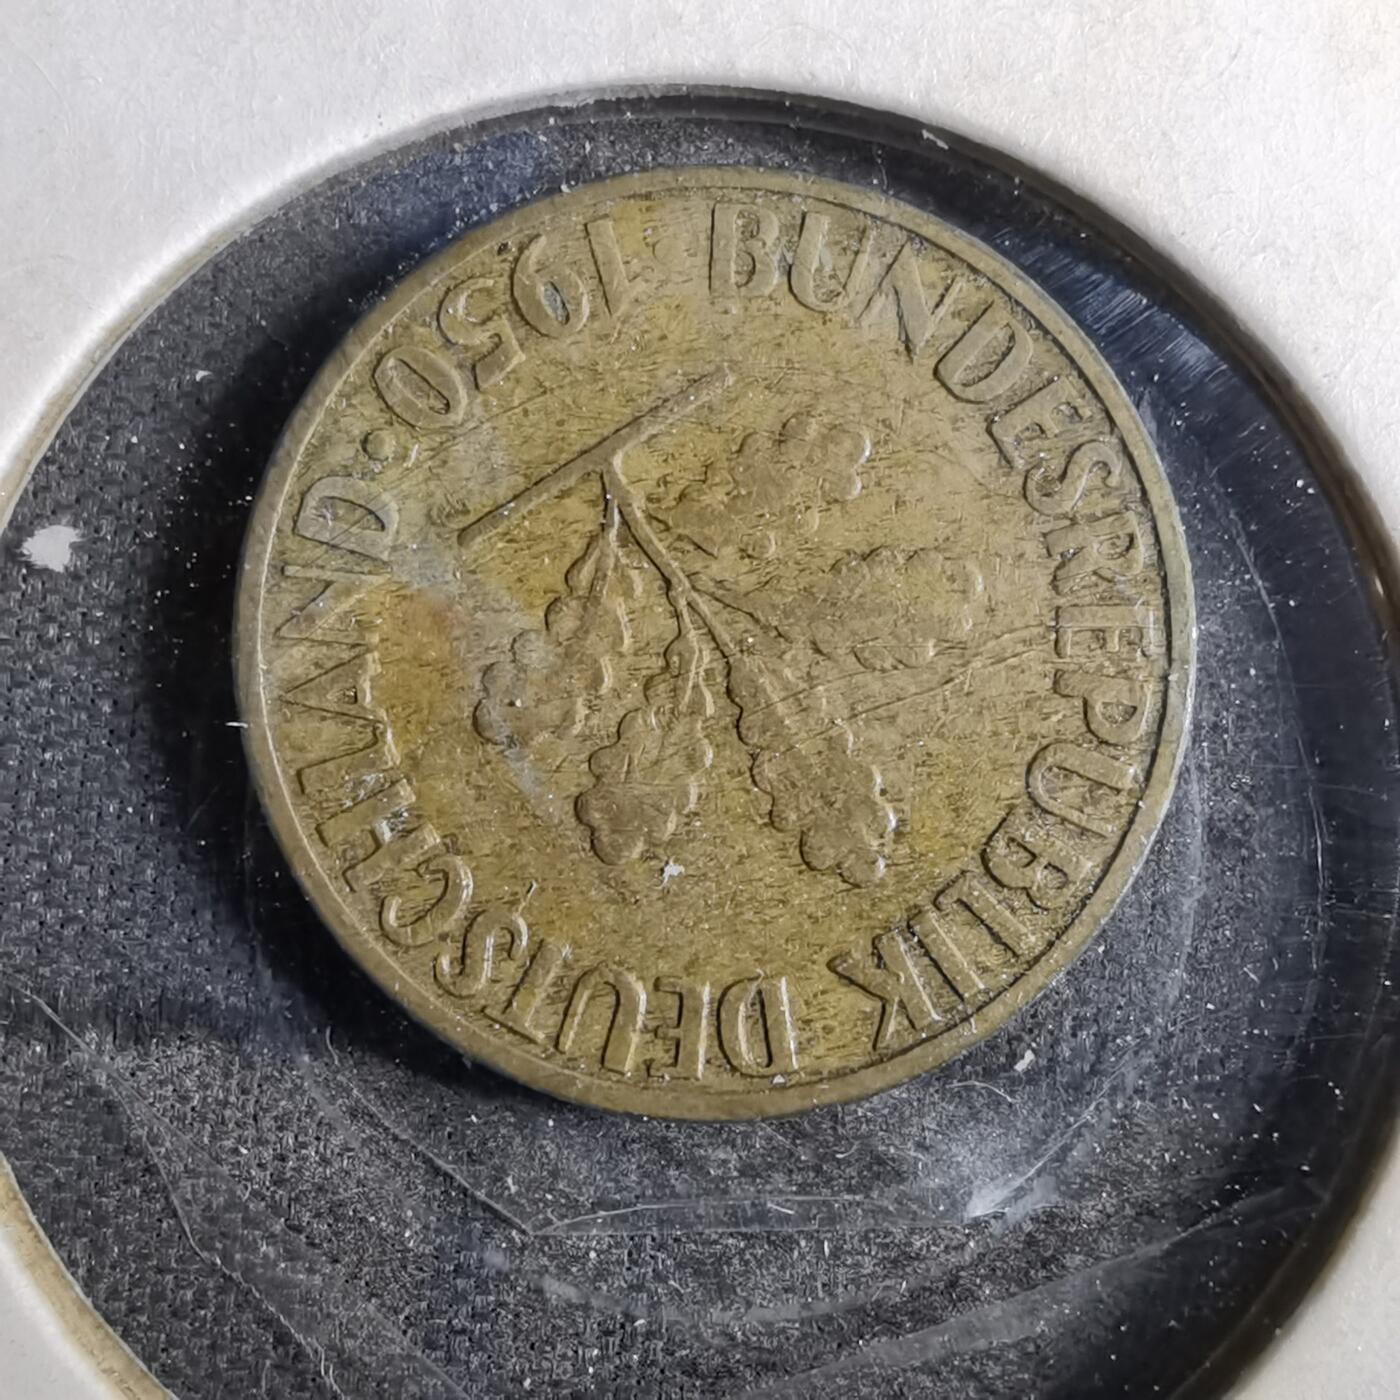 BUNDESREPUBLIK DEUTSCHLAND · 1950 ·